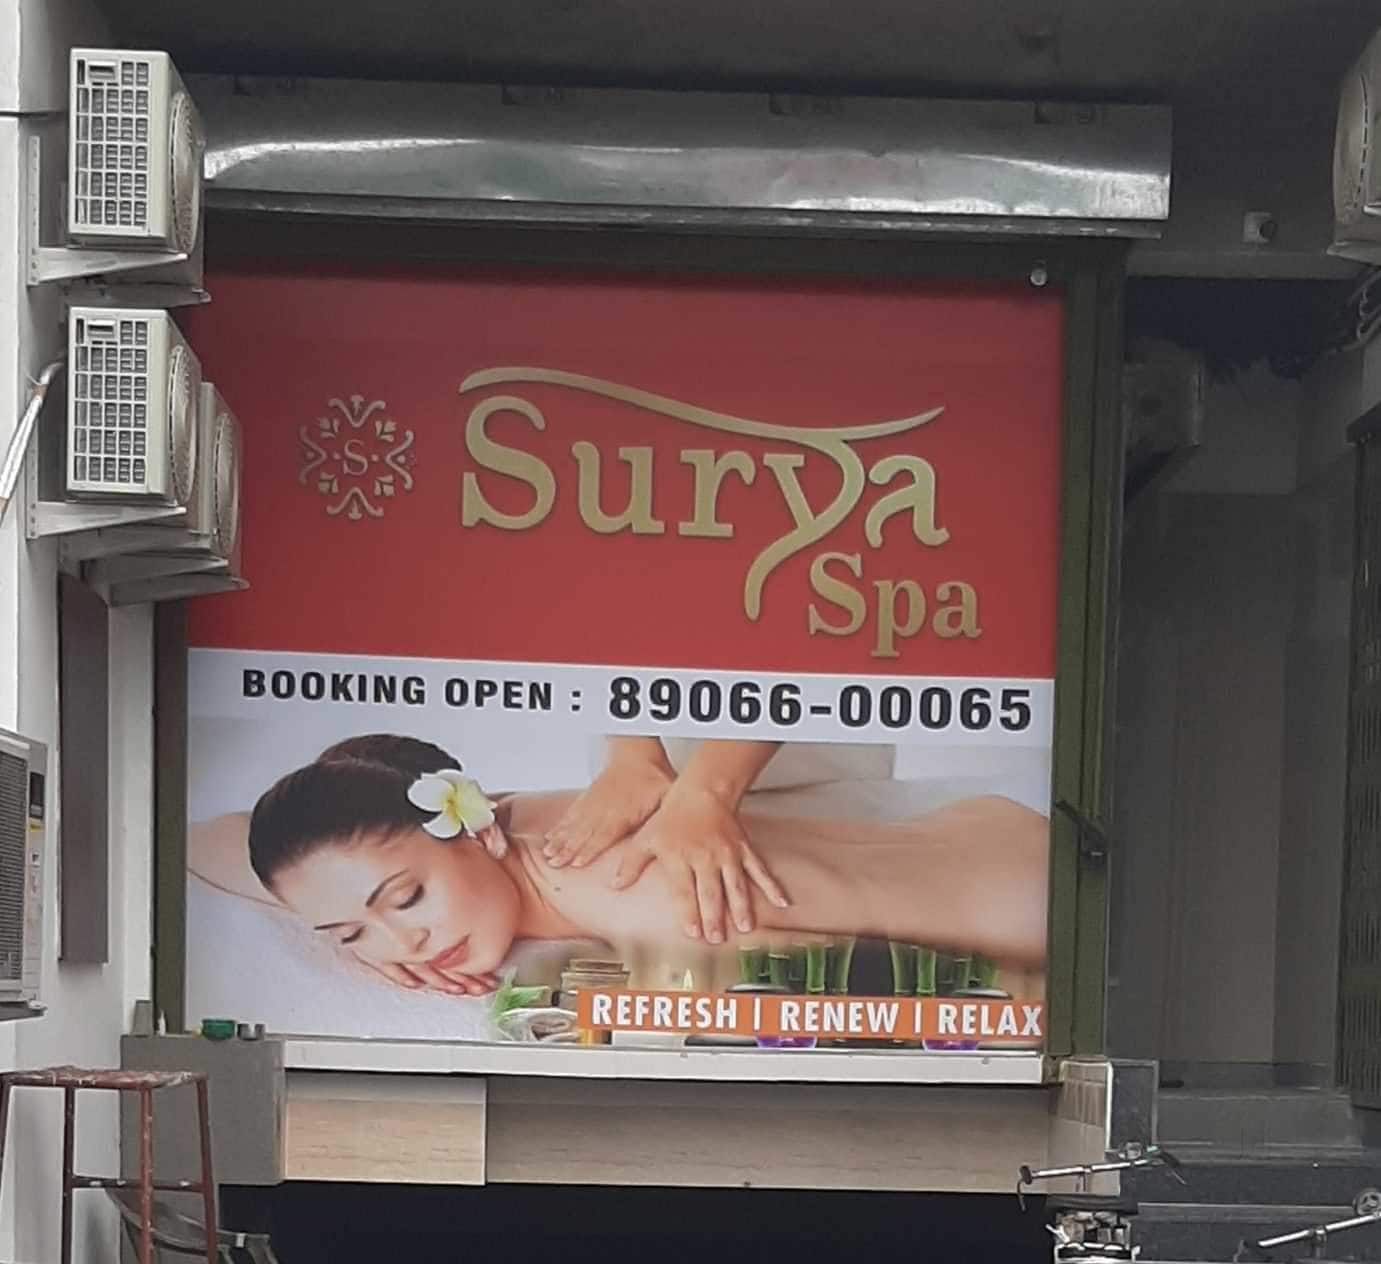 S
Surya
Spa
BOOKING OPEN : 89066-00065
REFRESH | RENEW | RELAX